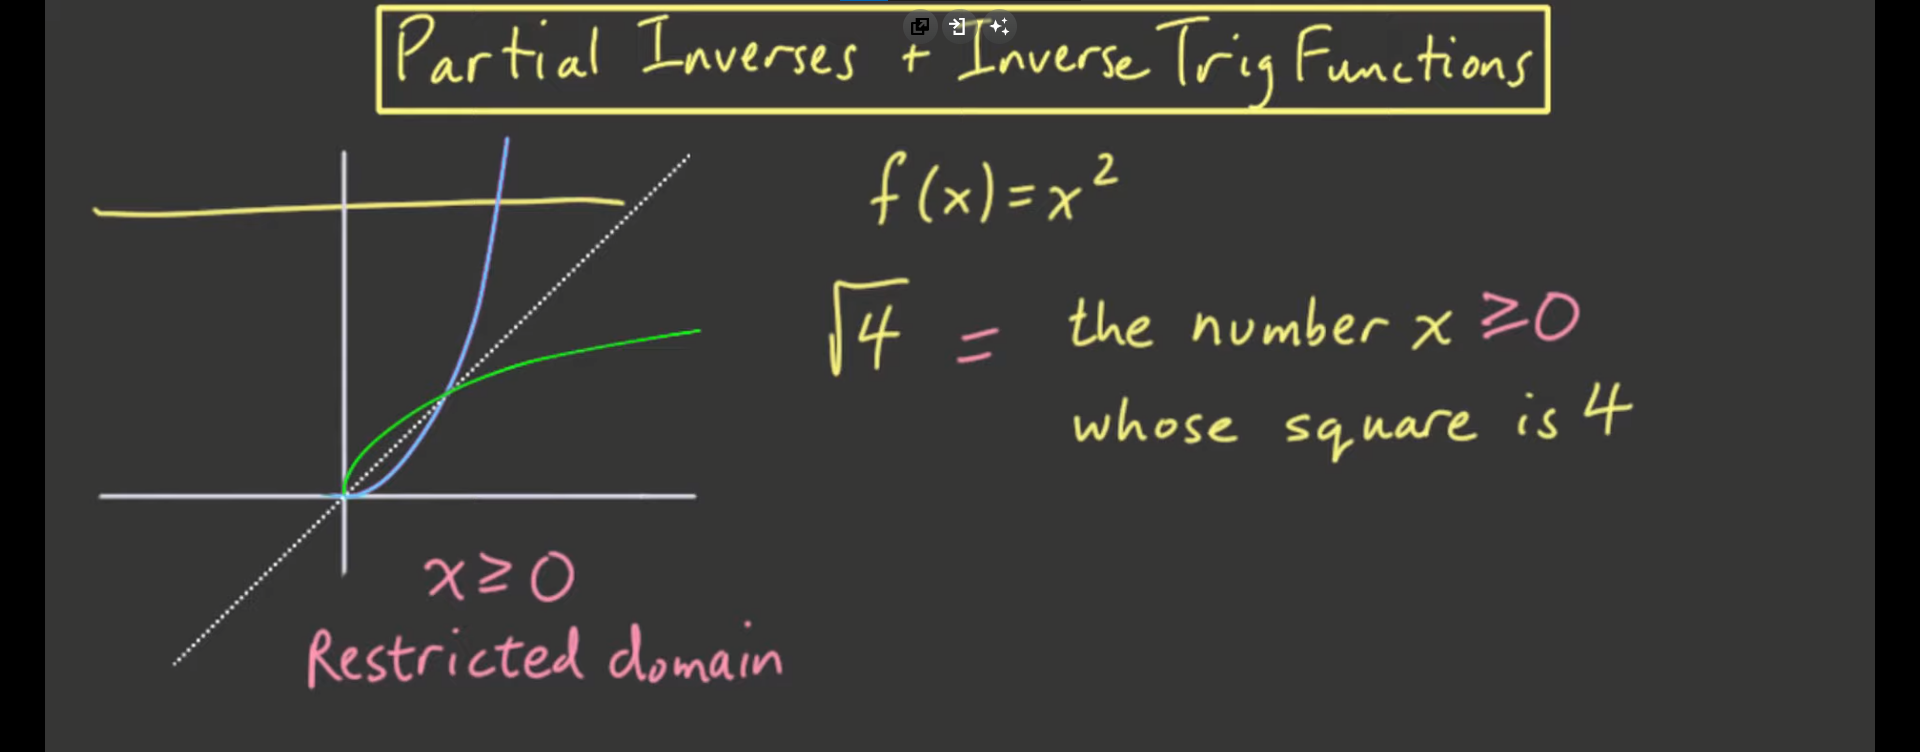 Partial Inverses + Inverse Trig Functions
f(x)=x²
√4 = the number x ≥0
whose square is 4
x ≥ 0
Restricted domain